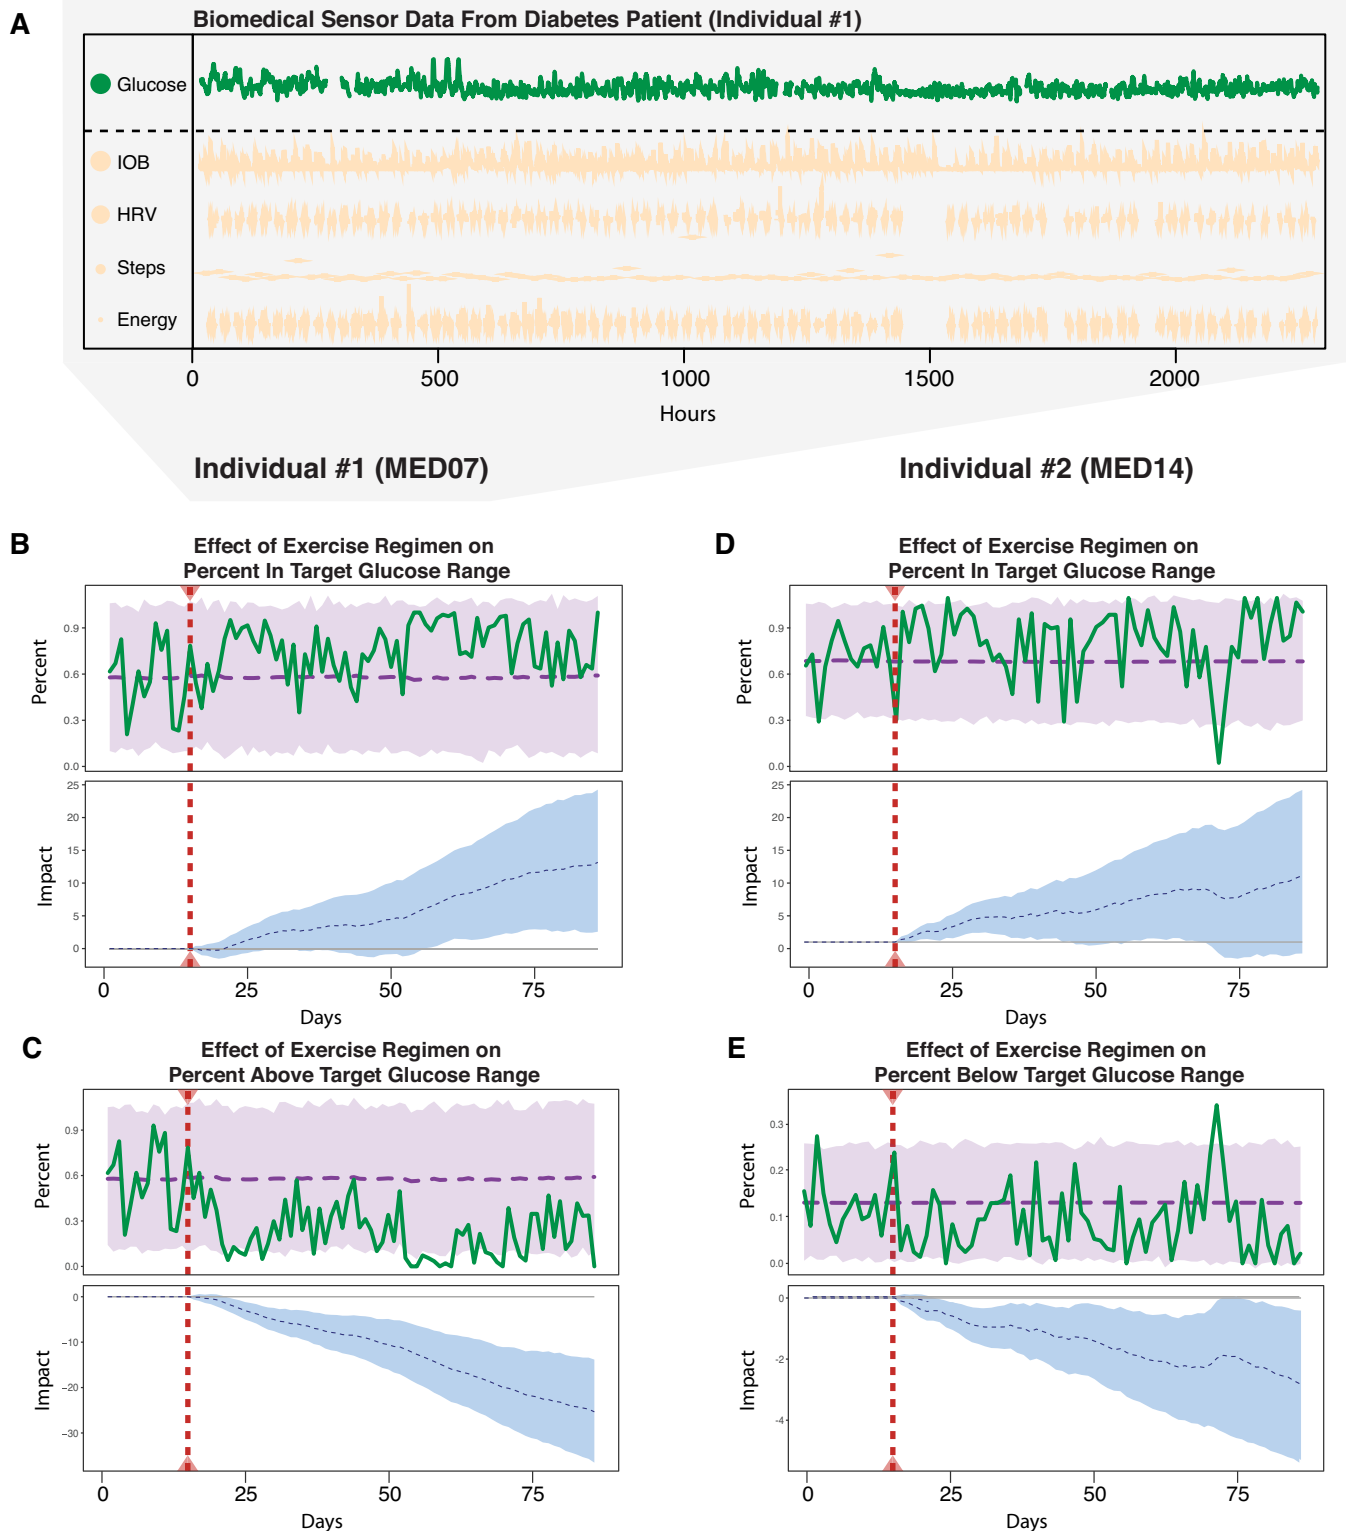 A
Biomedical Sensor Data From Diabetes Patient (Individual #1)
Glucose
IOB
HRV
Steps
Energy
0 500 1000 1500 2000
Hours
Individual #1 (MED07)
Individual #2 (MED14)
B
Effect of Exercise Regimen on
Percent In Target Glucose Range
Percent
0.9
0.6
0.3
0.0
Impact
25
20
15
10
5
0
0 25 50 75
Days
D
Effect of Exercise Regimen on
Percent In Target Glucose Range
Percent
0.9
0.6
0.3
0.0
Impact
25
20
15
10
5
0
0 25 50 75
Days
C
Effect of Exercise Regimen on
Percent Above Target Glucose Range
Percent
0.9
0.6
0.3
0.0
Impact
0
−10
−20
−30
0 25 50 75
Days
E
Effect of Exercise Regimen on
Percent Below Target Glucose Range
Percent
0.3
0.2
0.1
0.0
Impact
0
-2
-4
0 25 50 75
Days